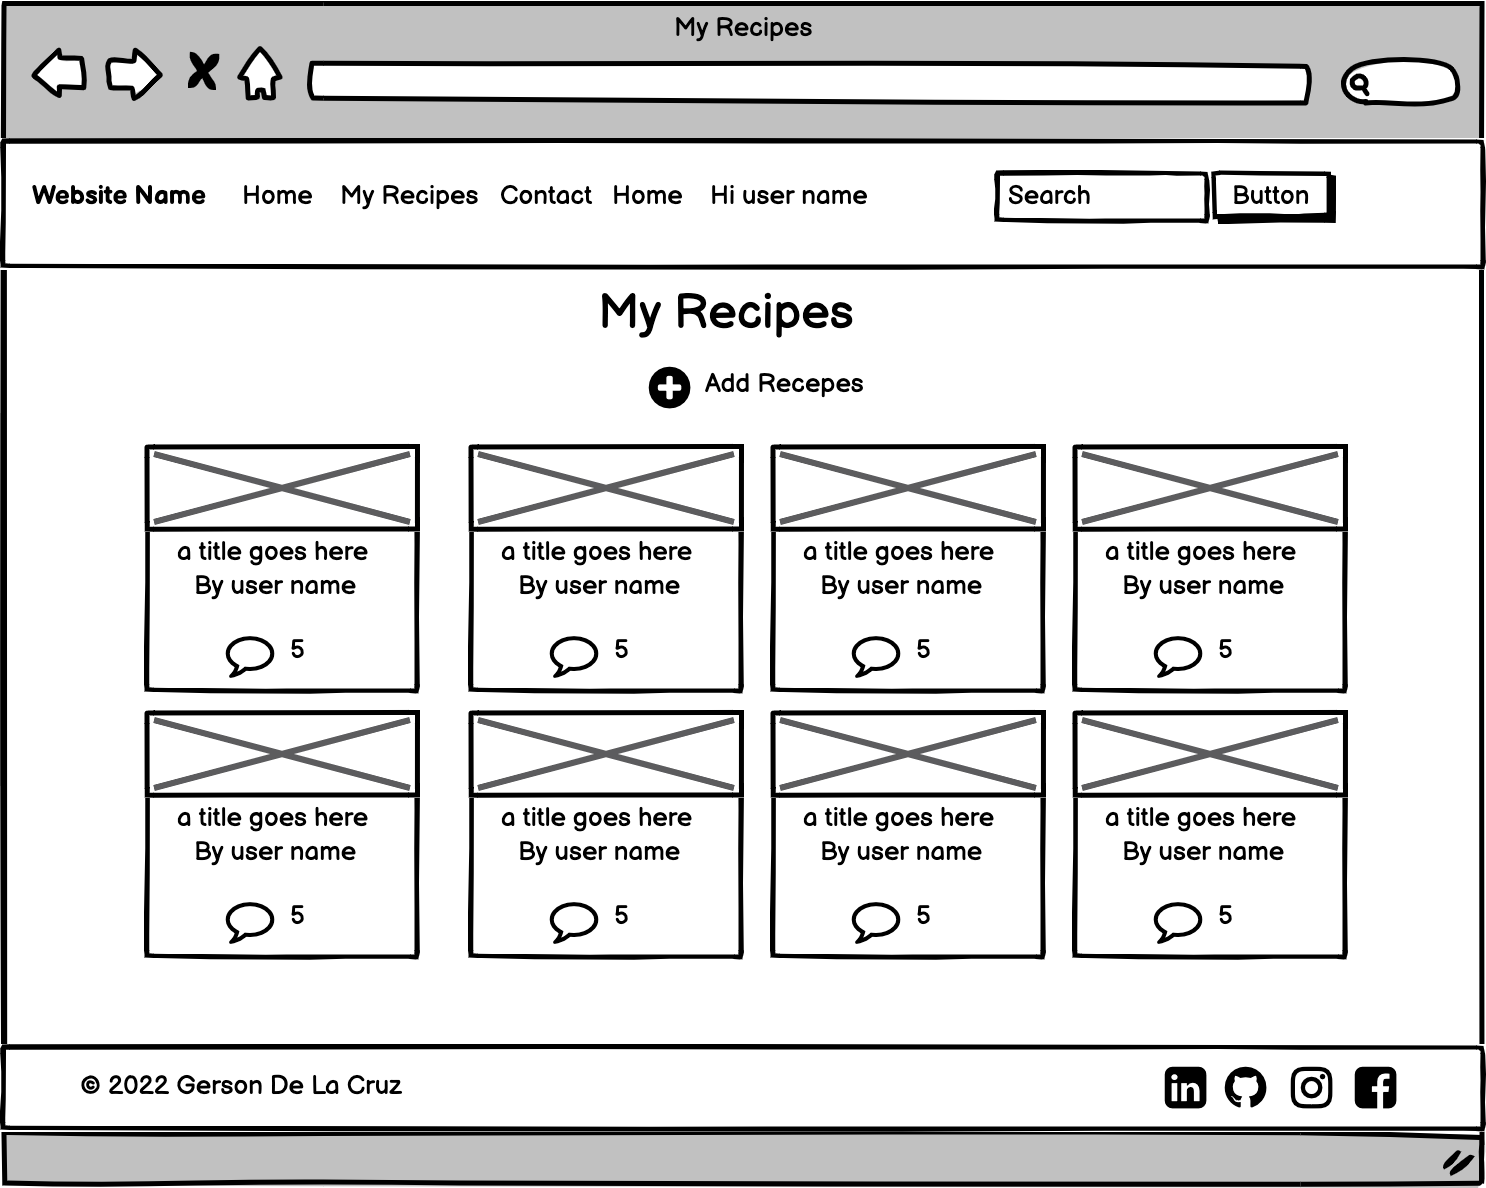 My Recipes
Website Name Home My Recipes Contact Home Hi user name Search Button
My Recipes
Add Recepes
a title goes here a title goes here a title goes here a title goes here
By user name By user name By user name By user name
5 5 5 5
a title goes here a title goes here a title goes here a title goes here
By user name By user name By user name By user name
5 5 5 5
© 2022 Gerson De La Cruz in